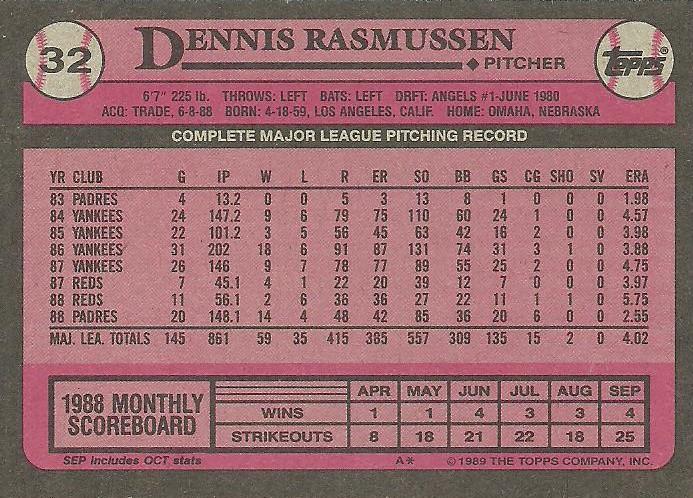 32
DENNIS RASMUSSEN
PITCHER
topps
6'7" 225 lb. THROWS: LEFT BATS: LEFT DRFT: ANGELS #1-JUNE 1980
ACQ: TRADE, 6-8-88 BORN: 4-18-59, LOS ANGELES, CALIF. HOME: OMAHA, NEBRASKA
COMPLETE MAJOR LEAGUE PITCHING RECORD
YR CLUB G IP W L R ER SO BB GS CG SHO SV ERA
83 PADRES 4 13.2 0 0 5 3 13 8 1 0 0 0 1.98
84 YANKEES 24 147.2 9 6 79 75 110 60 24 1 0 0 4.57
85 YANKEES 22 101.2 3 5 56 45 63 42 16 2 0 0 3.98
86 YANKEES 31 202 18 6 91 87 131 74 31 3 1 0 3.88
87 YANKEES 26 146 9 7 78 77 89 55 25 2 0 0 4.75
87 REDS 7 45.1 4 1 22 20 39 12 7 0 0 0 3.97
88 REDS 11 56.1 2 6 36 36 27 22 11 1 1 0 5.75
88 PADRES 20 148.1 14 4 48 42 85 36 20 6 0 0 2.55
MAJ. LEA. TOTALS 145 861 59 35 415 385 557 309 135 15 2 0 4.02
1988 MONTHLY SCOREBOARD
APR MAY JUN JUL AUG SEP
WINS 1 1 4 3 3 4
STRIKEOUTS 8 18 21 22 18 25
SEP includes OCT stats A* ©1989 THE TOPPS COMPANY, INC.